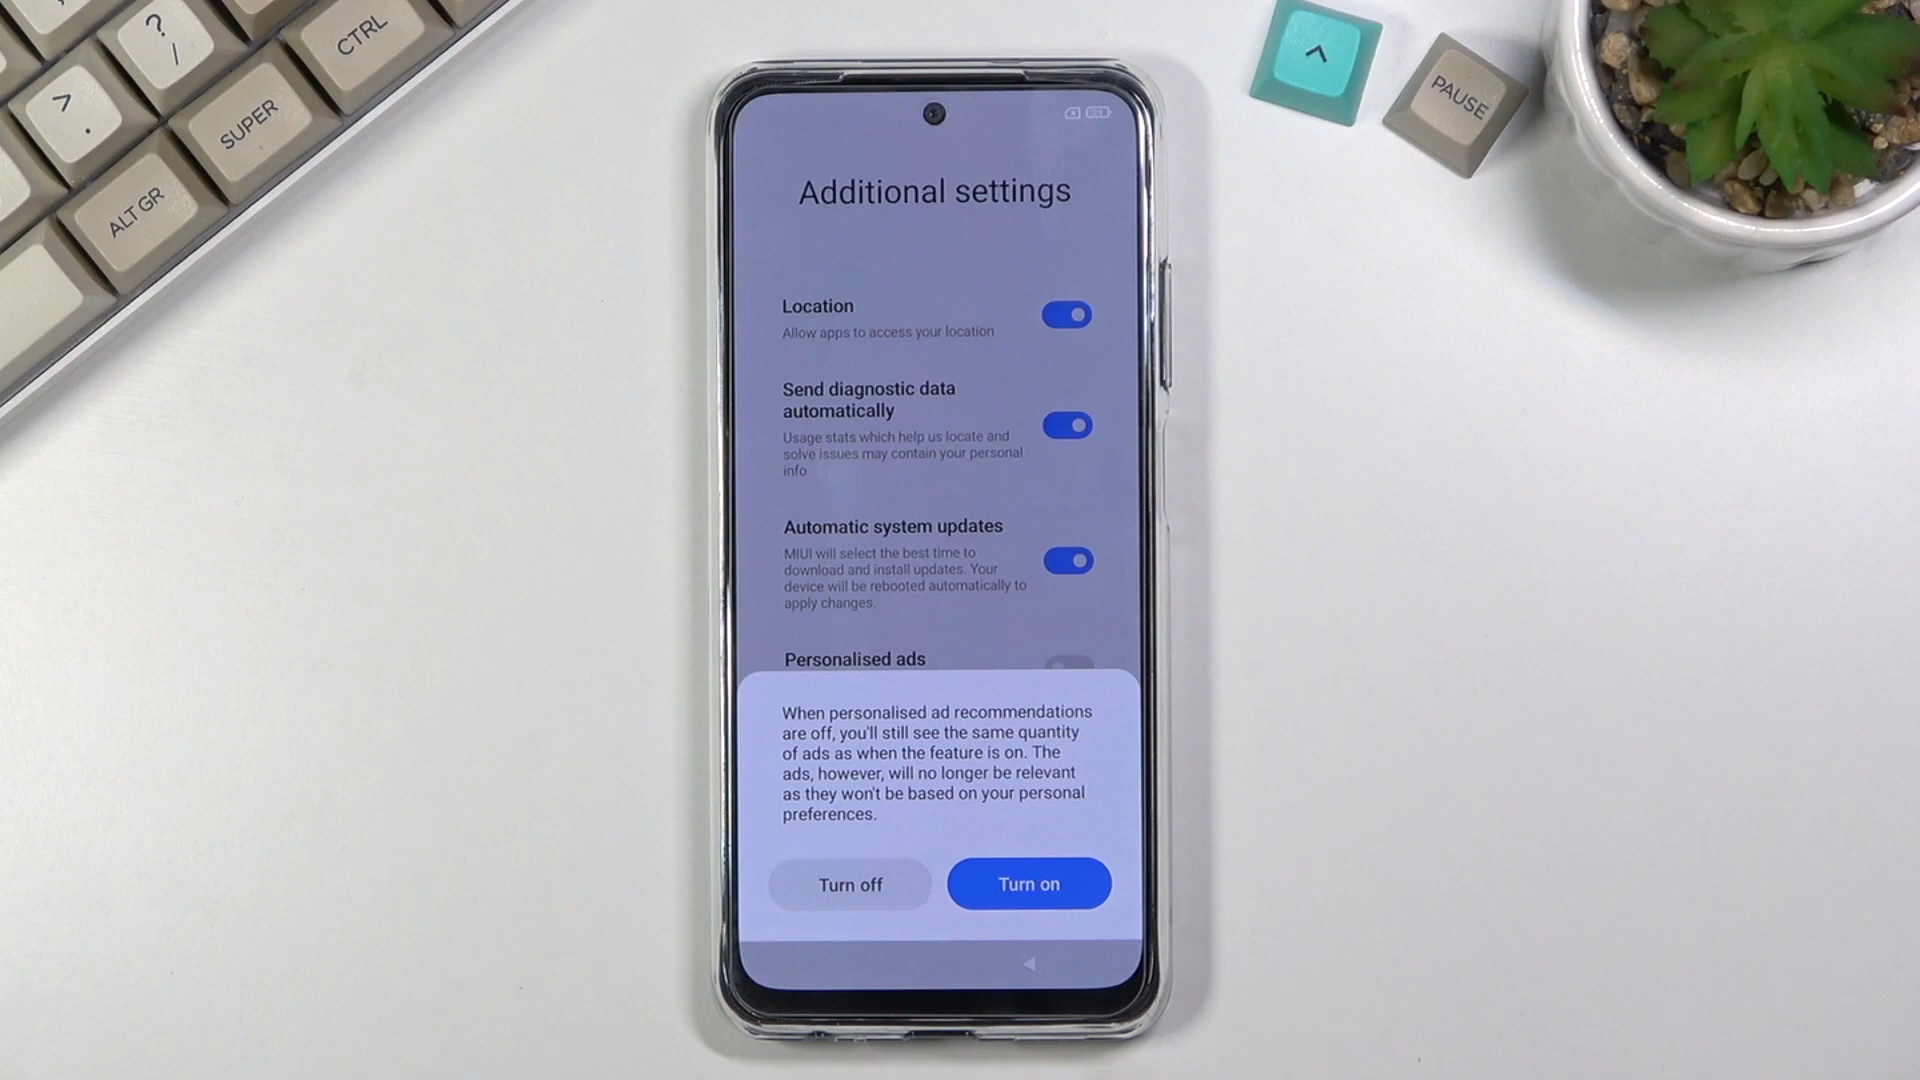 ?
/
CTRL
>
.
SUPER
ALT GR
^
PAUSE
Additional settings
Location
Allow apps to access your location
Send diagnostic data
automatically
Usage stats which help us locate and
solve issues may contain your personal
info
Automatic system updates
MIUI will select the best time to
download and install updates. Your
device will be rebooted automatically to
apply changes.
Personalised ads
When personalised ad recommendations
are off, you'll still see the same quantity
of ads as when the feature is on. The
ads, however, will no longer be relevant
as they won't be based on your personal
preferences.
Turn off
Turn on